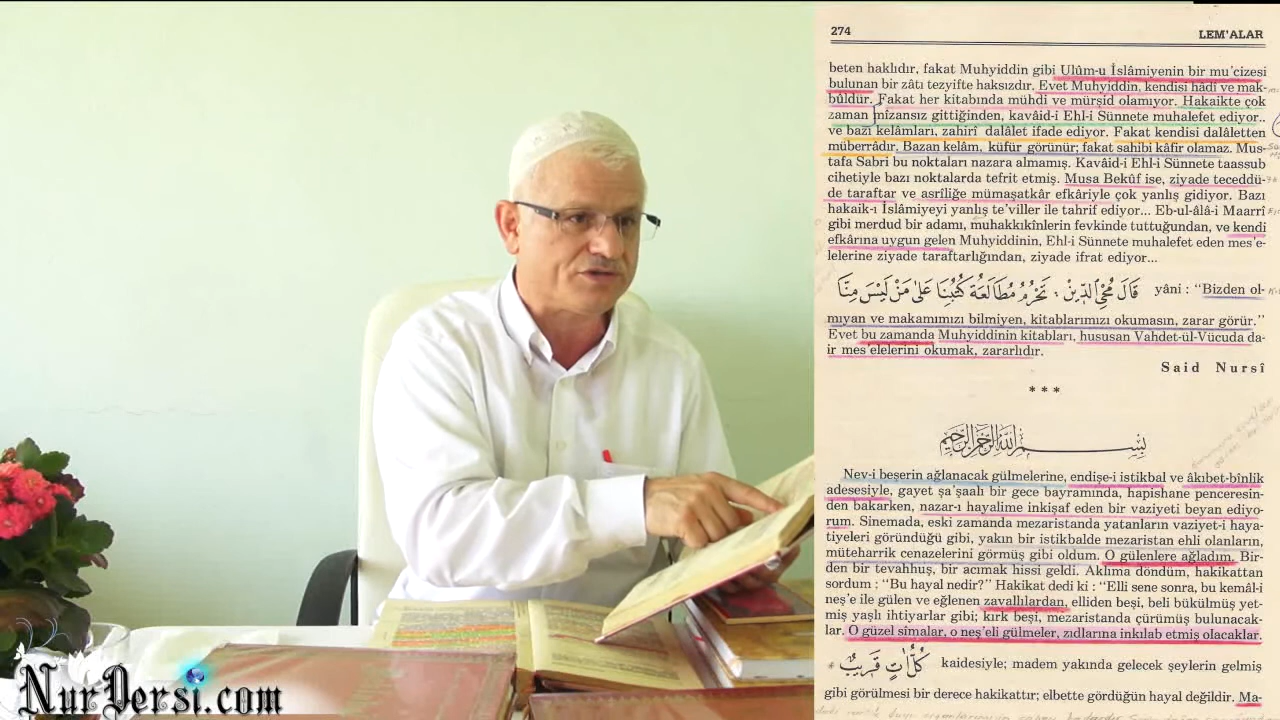 274 LEM'ALAR
beten haklıdır, fakat Muhyiddin gibi Ulûm-u İslâmiyenin bir mu'cizesi
bulunan bir zâtı tezyifte haksızdır. Evet Muhyiddin, kendisi hâdî ve mak-
bûldür. Fakat her kitabında mühdi ve mürşid olamıyor. Hakaikte çok
zaman mizansız gittiğinden, kavâid-i Ehl-i Sünnete muhalefet ediyor..
ve bazı kelâmları, zahirî dalâlet ifade ediyor. Fakat kendisi dalâletten
müberrâdır. Bazan kelâm, küfür görünür; fakat sahibi kâfir olamaz. Mus-
tafa Sabri bu noktaları nazara almamış. Kavâid-i Ehl-i Sünnete taassub
cihetiyle bazı noktalarda tefrit etmiş. Musa Bekûf ise, ziyade teceddü-
de taraftar ve asrîliğe mümaşatkâr efkâriyle çok yanlış gidiyor. Bazı
hakaik-ı İslâmiyeyi yanlış te'viller ile tahrif ediyor... Eb-ul-âlâ-i Maarrî
gibi merdud bir adamı, muhakkıkînlerin fevkinde tuttuğundan, ve kendi
efkârına uygun gelen Muhyiddinin, Ehl-i Sünnete muhalefet eden mes'e-
lelerine ziyade taraftarlığından, ziyade ifrat ediyor...
قَالَ مُحْيِى الدِّينِ : تَحْرُمُ مُطَالَعَةُ كُتُبِنَا عَلٰى مَنْ لَيْسَ مِنَّا yâni : "Bizden ol-
mıyan ve makamımızı bilmiyen, kitablarımızı okumasın, zarar görür."
Evet bu zamanda Muhyiddinin kitabları, hususan Vahdet-ül-Vücuda da-
ir mes'elelerini okumak, zararlıdır.
Said Nursî
* * *
بِسْمِ اللّٰهِ الرَّحْمٰنِ الرَّحِيمِ
Nev-i beşerin ağlanacak gülmelerine, endişe-i istikbal ve âkıbet-bînlik
adesesiyle, gayet şa'şaalı bir gece bayramında, hapishane penceresin-
den bakarken, nazar-ı hayalime inkişaf eden bir vaziyeti beyan ediyo-
rum. Sinemada, eski zamanda mezaristanda yatanların vaziyet-i haya-
tiyeleri göründüğü gibi, yakın bir istikbalde mezaristan ehli olanların,
müteharrik cenazelerini görmüş gibi oldum. O gülenlere ağladım. Bir-
den bir tevahhuş, bir acımak hissi geldi. Aklıma döndüm, hakikattan
sordum : "Bu hayal nedir?" Hakikat dedi ki : "Elli sene sonra, bu kemâl-i
neş'e ile gülen ve eğlenen zavallılardan, elliden beşi, beli bükülmüş yet-
miş yaşlı ihtiyarlar gibi; kırk beşi, mezaristanda çürümüş bulunacak-
lar. O güzel simalar, o neş'eli gülmeler, zıdlarına inkılab etmiş olacaklar.
كُلُّ اٰتٍ قَرِيبٌ kaidesiyle; madem yakında gelecek şeylerin gelmiş
gibi görülmesi bir derece hakikattır; elbette gördüğün hayal değildir. Ma-
NurDersi.com